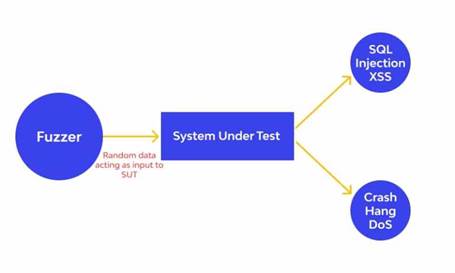 Fuzzer
Random data
acting as input to
SUT
System Under Test
SQL
Injection
XSS
Crash
Hang
DoS